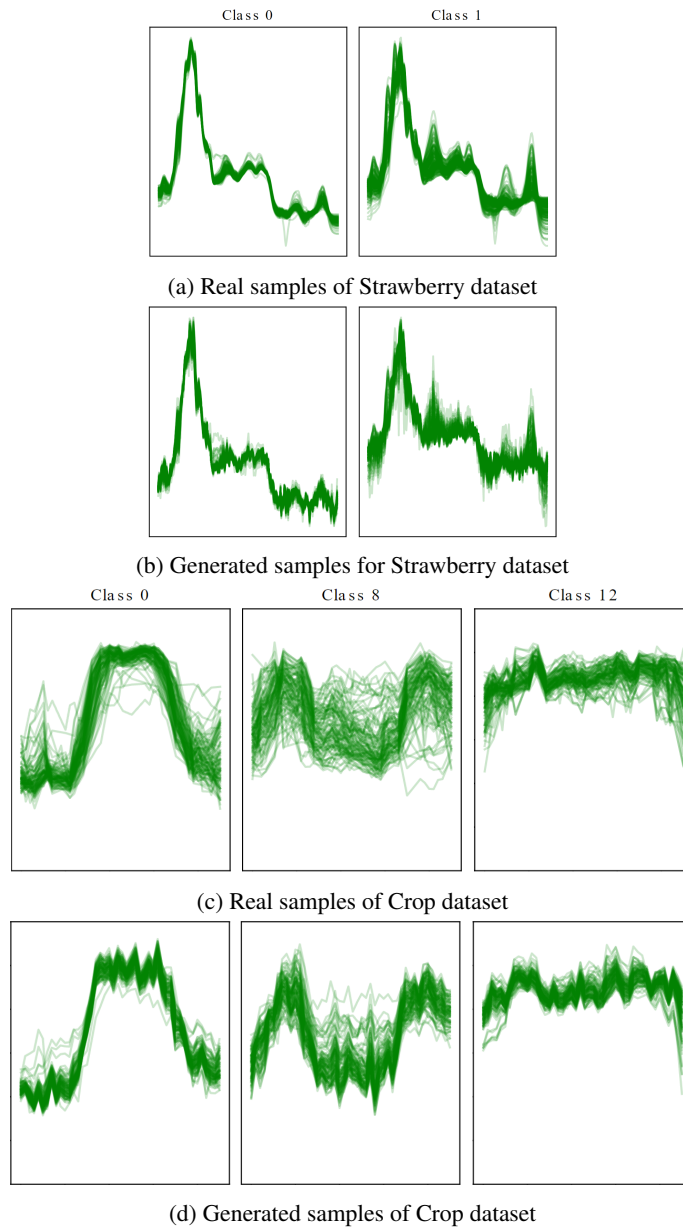 Class 0 Class 1
(a) Real samples of Strawberry dataset
(b) Generated samples for Strawberry dataset
Class 0 Class 8 Class 12
(c) Real samples of Crop dataset
(d) Generated samples of Crop dataset